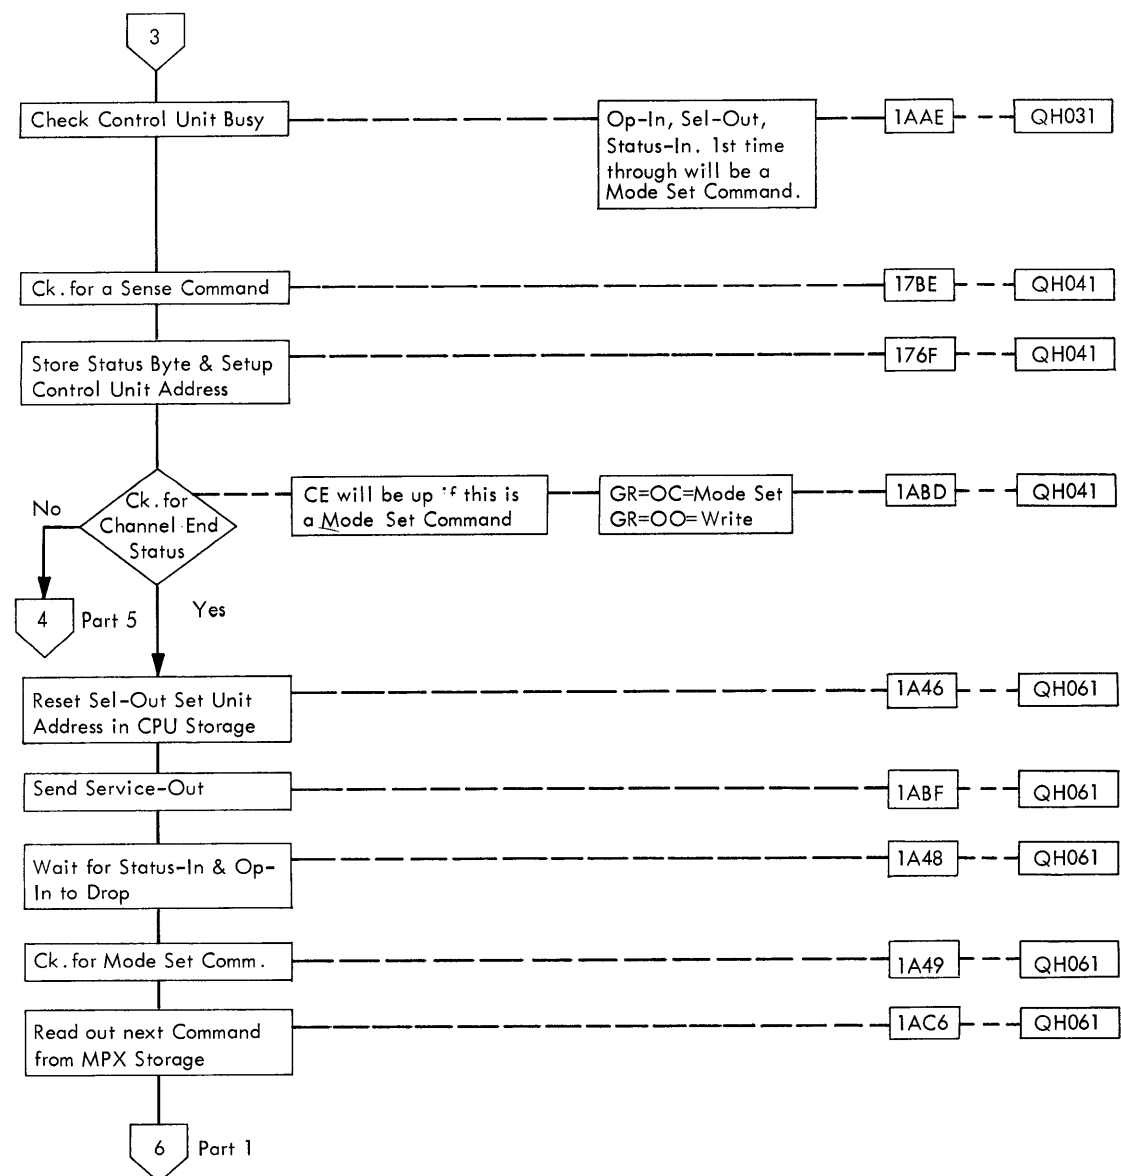 3
Check Control Unit Busy
Op-In, Sel-Out,
Status-In. 1st time
through will be a
Mode Set Command.
1AAE
QH031
Ck. for a Sense Command
17BE
QH041
Store Status Byte & Setup
Control Unit Address
176F
QH041
Ck. for
Channel End
Status
No
Yes
CE will be up if this is
a Mode Set Command
GR=OC=Mode Set
GR=OO=Write
1ABD
QH041
4
Part 5
Reset Sel-Out Set Unit
Address in CPU Storage
1A46
QH061
Send Service-Out
1ABF
QH061
Wait for Status-In & Op-
In to Drop
1A48
QH061
Ck. for Mode Set Comm.
1A49
QH061
Read out next Command
from MPX Storage
1AC6
QH061
6
Part 1